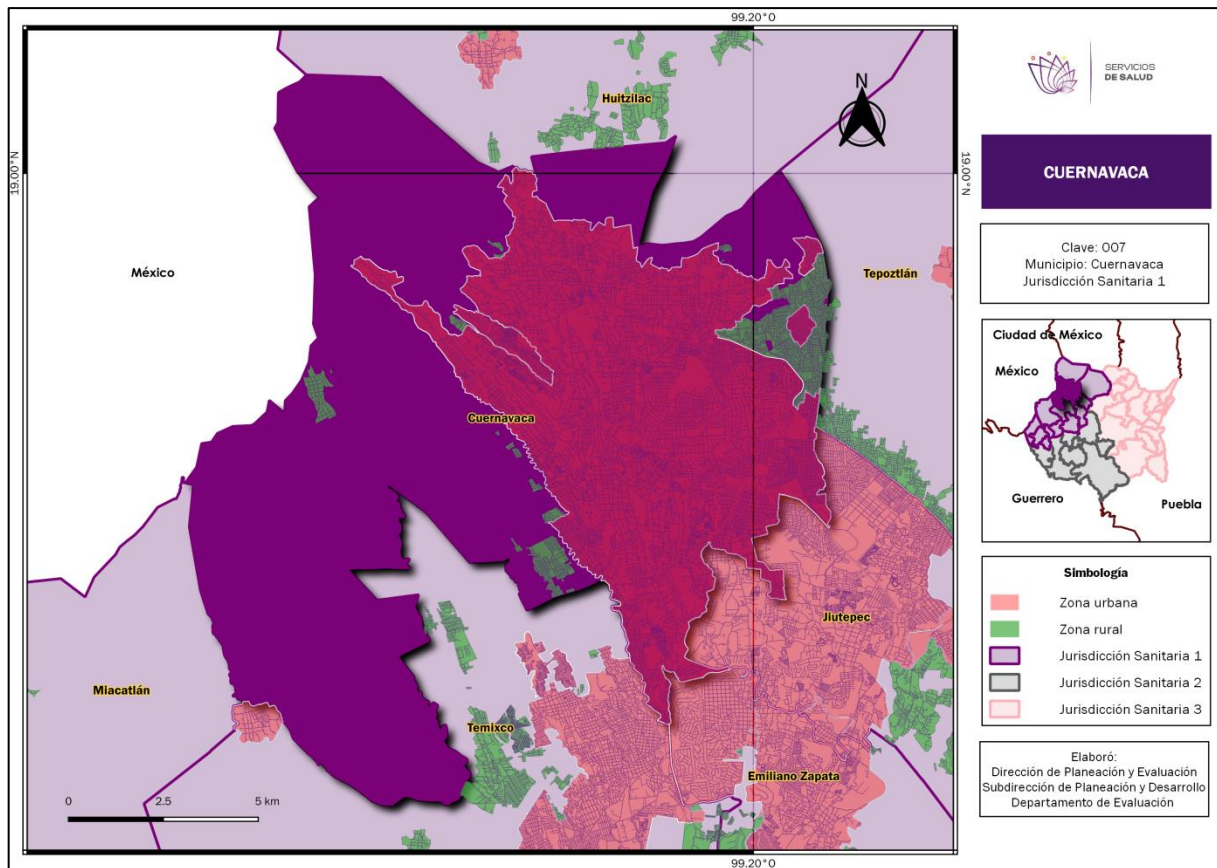 99.20°O
19.00°N
19.00°N
N
Huitzilac
México
Tepoztlán
Cuernavaca
Jiutepec
Miacatlán
Temixco
Emiliano Zapata
0 2.5 5 km
99.20°O
SERVICIOS
DE SALUD
CUERNAVACA
Clave: 007
Municipio: Cuernavaca
Jurisdicción Sanitaria 1
Ciudad de México
México
Guerrero
Puebla
Simbología
Zona urbana
Zona rural
Jurisdicción Sanitaria 1
Jurisdicción Sanitaria 2
Jurisdicción Sanitaria 3
Elaboró:
Dirección de Planeación y Evaluación
Subdirección de Planeación y Desarrollo
Departamento de Evaluación